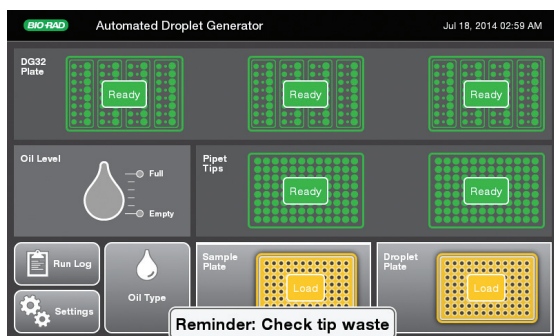 BIO-RAD Automated Droplet Generator Jul 18, 2014 02:59 AM
DG32
Plate
Ready Ready Ready
Oil Level
Full
Empty
Pipet
Tips
Ready Ready
Run Log
Settings
Oil Type
Sample
Plate
Load
Droplet
Plate
Load
Reminder: Check tip waste